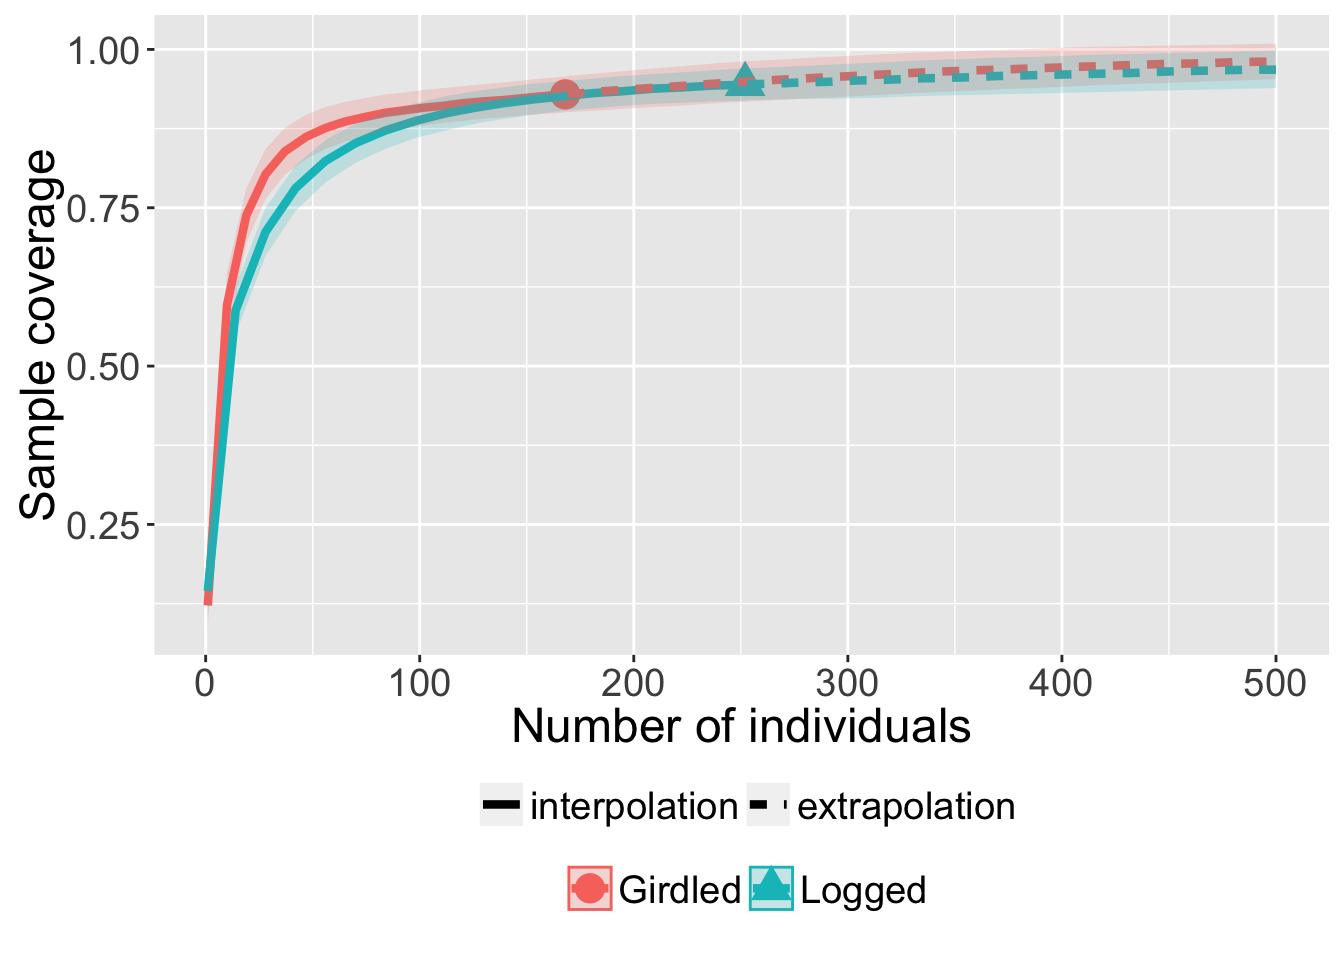 1.00
0.75
0.50
0.25
Sample coverage
0 100 200 300 400 500
Number of individuals
interpolation extrapolation
Girdled Logged